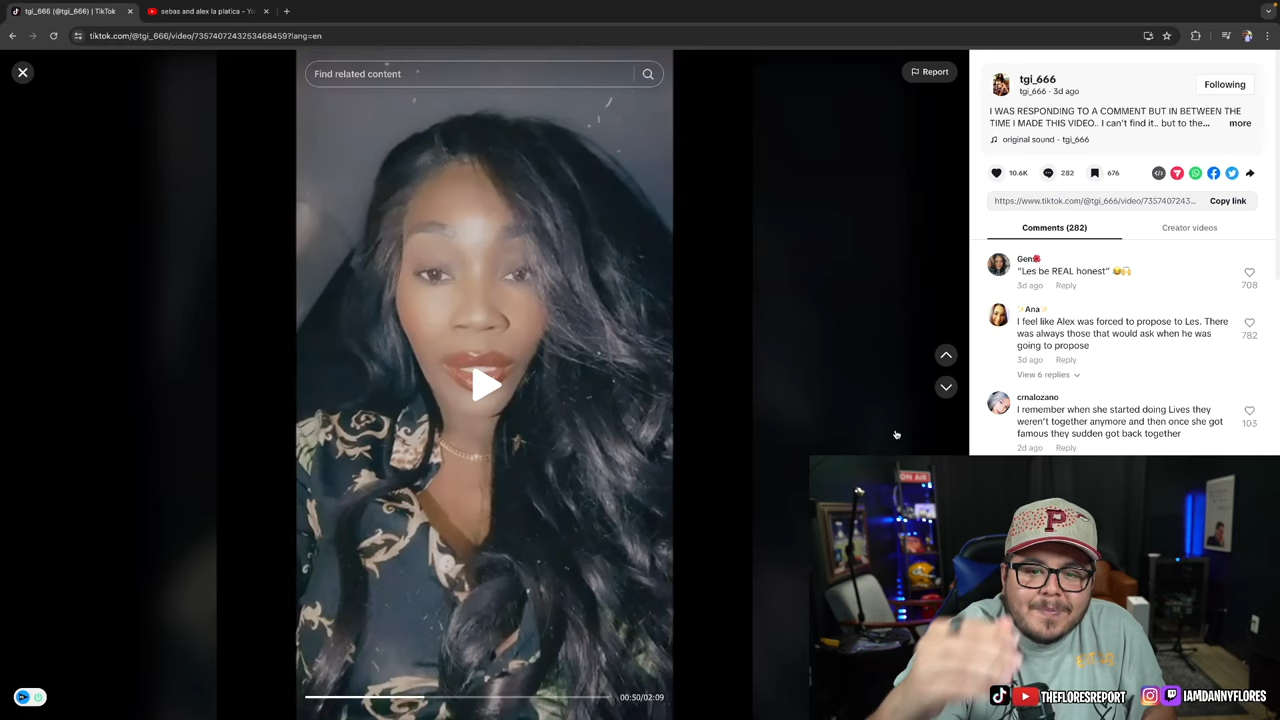 tgi_666 (@tgi_666) | TikTok
sebas and alex la platica - Yo
tiktok.com/@tgi_666/video/7357407243253468459?lang=en
Find related content
Report
tgi_666
tgi_666 · 3d ago
Following
I WAS RESPONDING TO A COMMENT BUT IN BETWEEN THE
TIME I MADE THIS VIDEO.. I can't find it.. but to the... more
original sound - tgi_666
10.6K
282
676
https://www.tiktok.com/@tgi_666/video/7357407243...
Copy link
Comments (282)
Creator videos
Gen
"Les be REAL honest" 😂🙌
3d ago Reply
708
✨Ana✨
I feel like Alex was forced to propose to Les. There
was always those that would ask when he was
going to propose
782
3d ago Reply
View 6 replies
crnalozano
I remember when she started doing Lives they
weren't together anymore and then once she got
famous they sudden got back together
103
2d ago Reply
ON AIR
P
00:50/02:09
THEFLORESREPORT
IAMDANNYFLORES